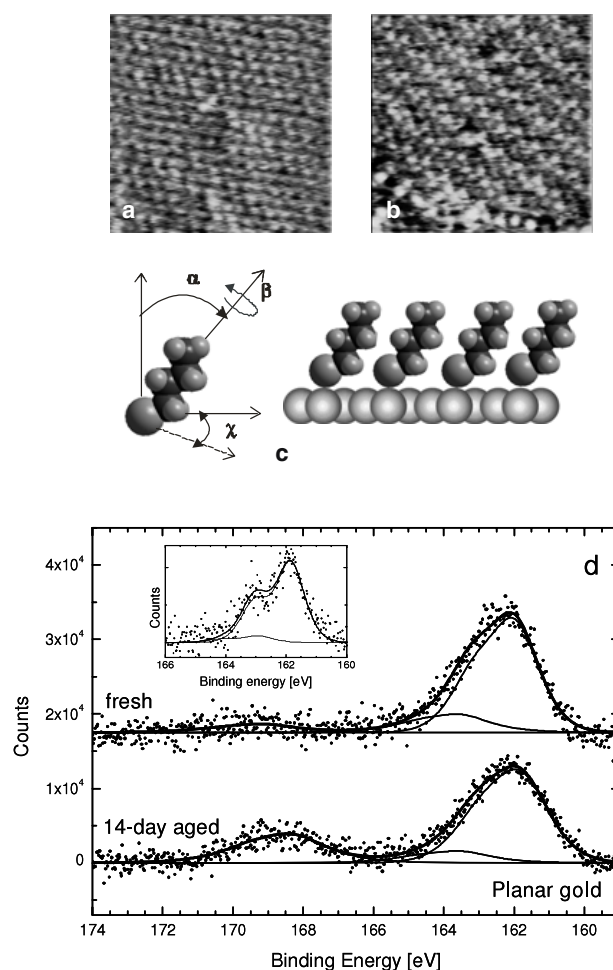 a
b
α
β
χ
c
d
Counts
166 164 162 160
Binding energy [eV]
4x10⁴
3x10⁴
2x10⁴
1x10⁴
0
Counts
fresh
14-day aged
Planar gold
174 172 170 168 166 164 162 160
Binding Energy [eV]